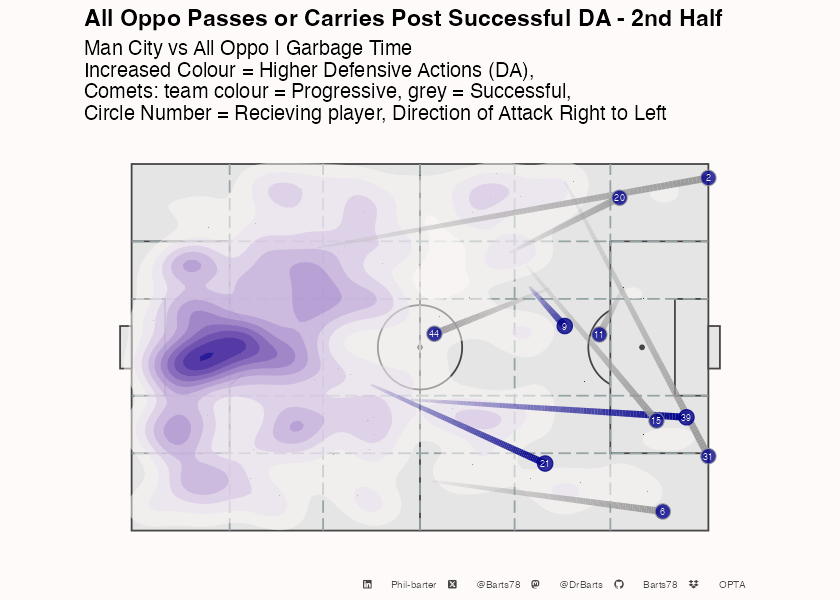 All Oppo Passes or Carries Post Successful DA - 2nd Half
Man City vs All Oppo | Garbage Time
Increased Colour = Higher Defensive Actions (DA),
Comets: team colour = Progressive, grey = Successful,
Circle Number = Recieving player, Direction of Attack Right to Left
2
20
44
9
11
15
39
31
21
6
Phil-barter @Barts78 @DrBarts Barts78 OPTA